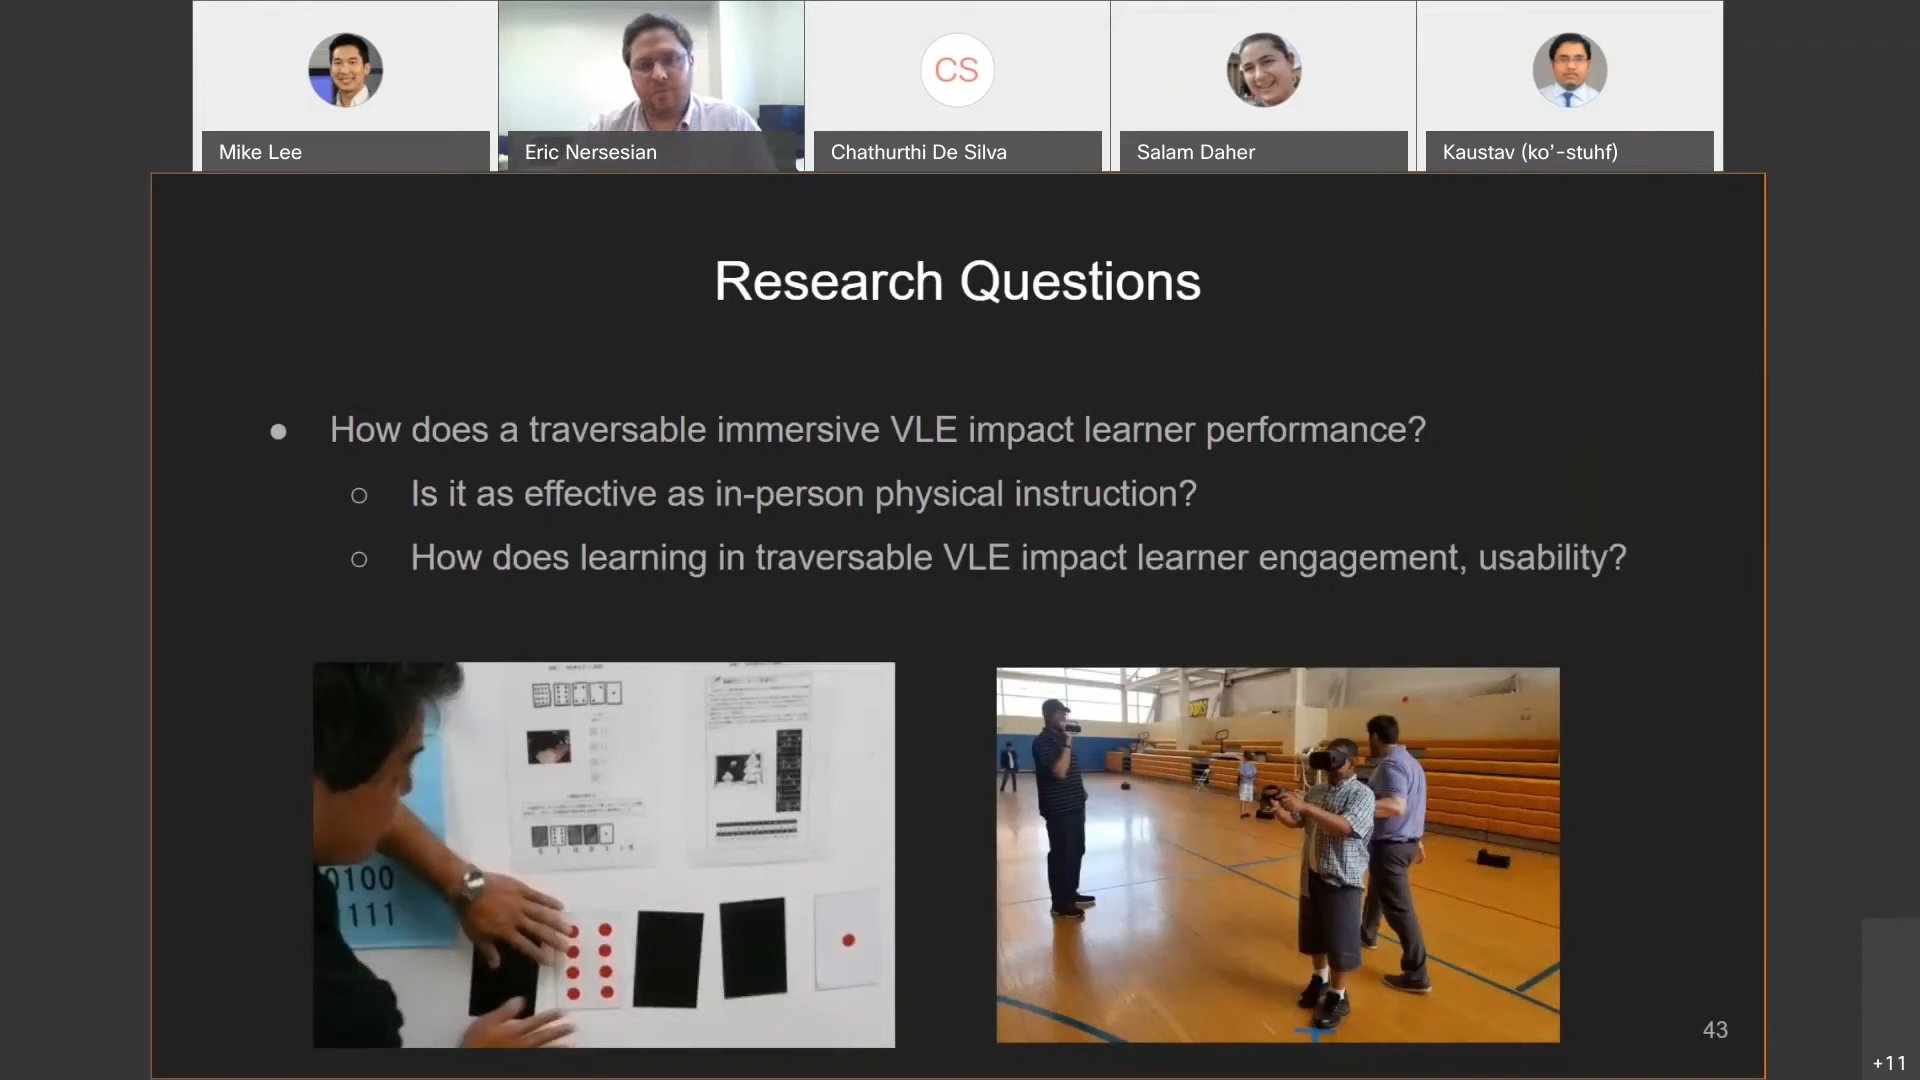 Mike Lee
Eric Nersesian
CS
Chathurthi De Silva
Salam Daher
Kaustav (ko’-stuhf)
Research Questions
● How does a traversable immersive VLE impact learner performance?
○ Is it as effective as in-person physical instruction?
○ How does learning in traversable VLE impact learner engagement, usability?
0100
1111
43
+11